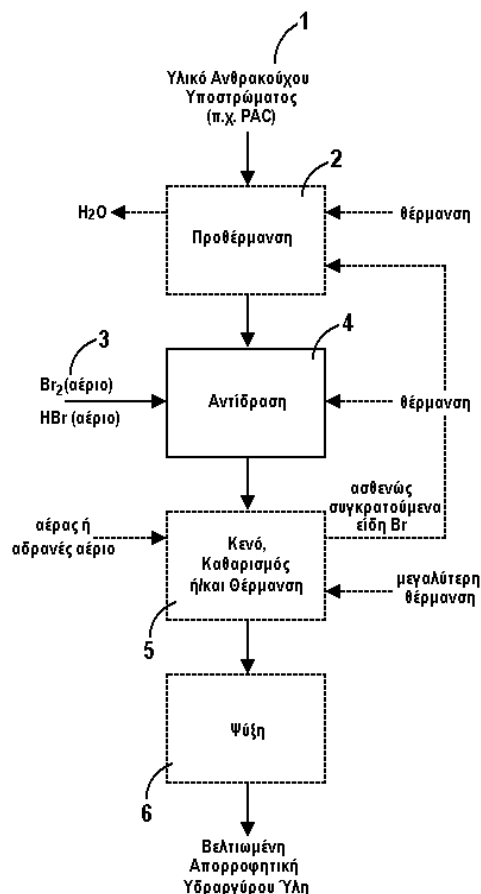 1
Υλικό Ανθρακούχου
Υποστρώματος
(π.χ. PAC)
2
H₂O
Προθέρμανση
θέρμανση
3
4
Br₂(αέριο)
HBr (αέριο)
Αντίδραση
θέρμανση
ασθενώς
συγκρατούμενα
είδη Br
αέρας ή
αδρανές αέριο
Κενό,
Καθαρισμός
ή/και Θέρμανση
μεγαλύτερη
θέρμανση
5
Ψύξη
6
Βελτιωμένη
Απορροφητική
Υδραργύρου Ύλη